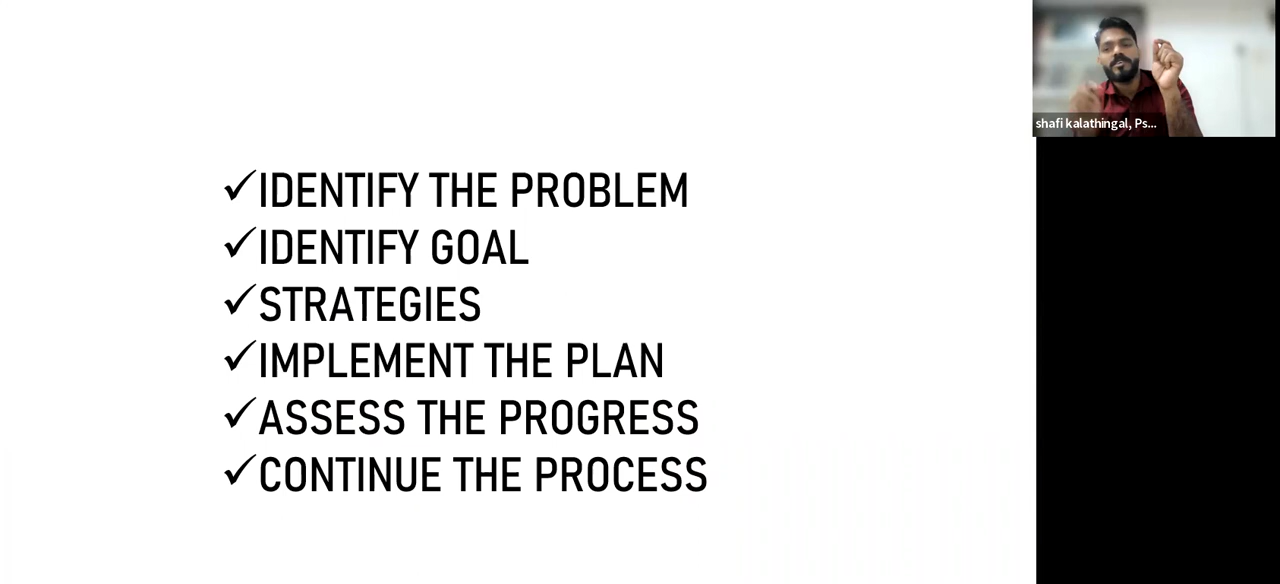 shafi kalathingal, Ps...
✓IDENTIFY THE PROBLEM
✓IDENTIFY GOAL
✓STRATEGIES
✓IMPLEMENT THE PLAN
✓ASSESS THE PROGRESS
✓CONTINUE THE PROCESS